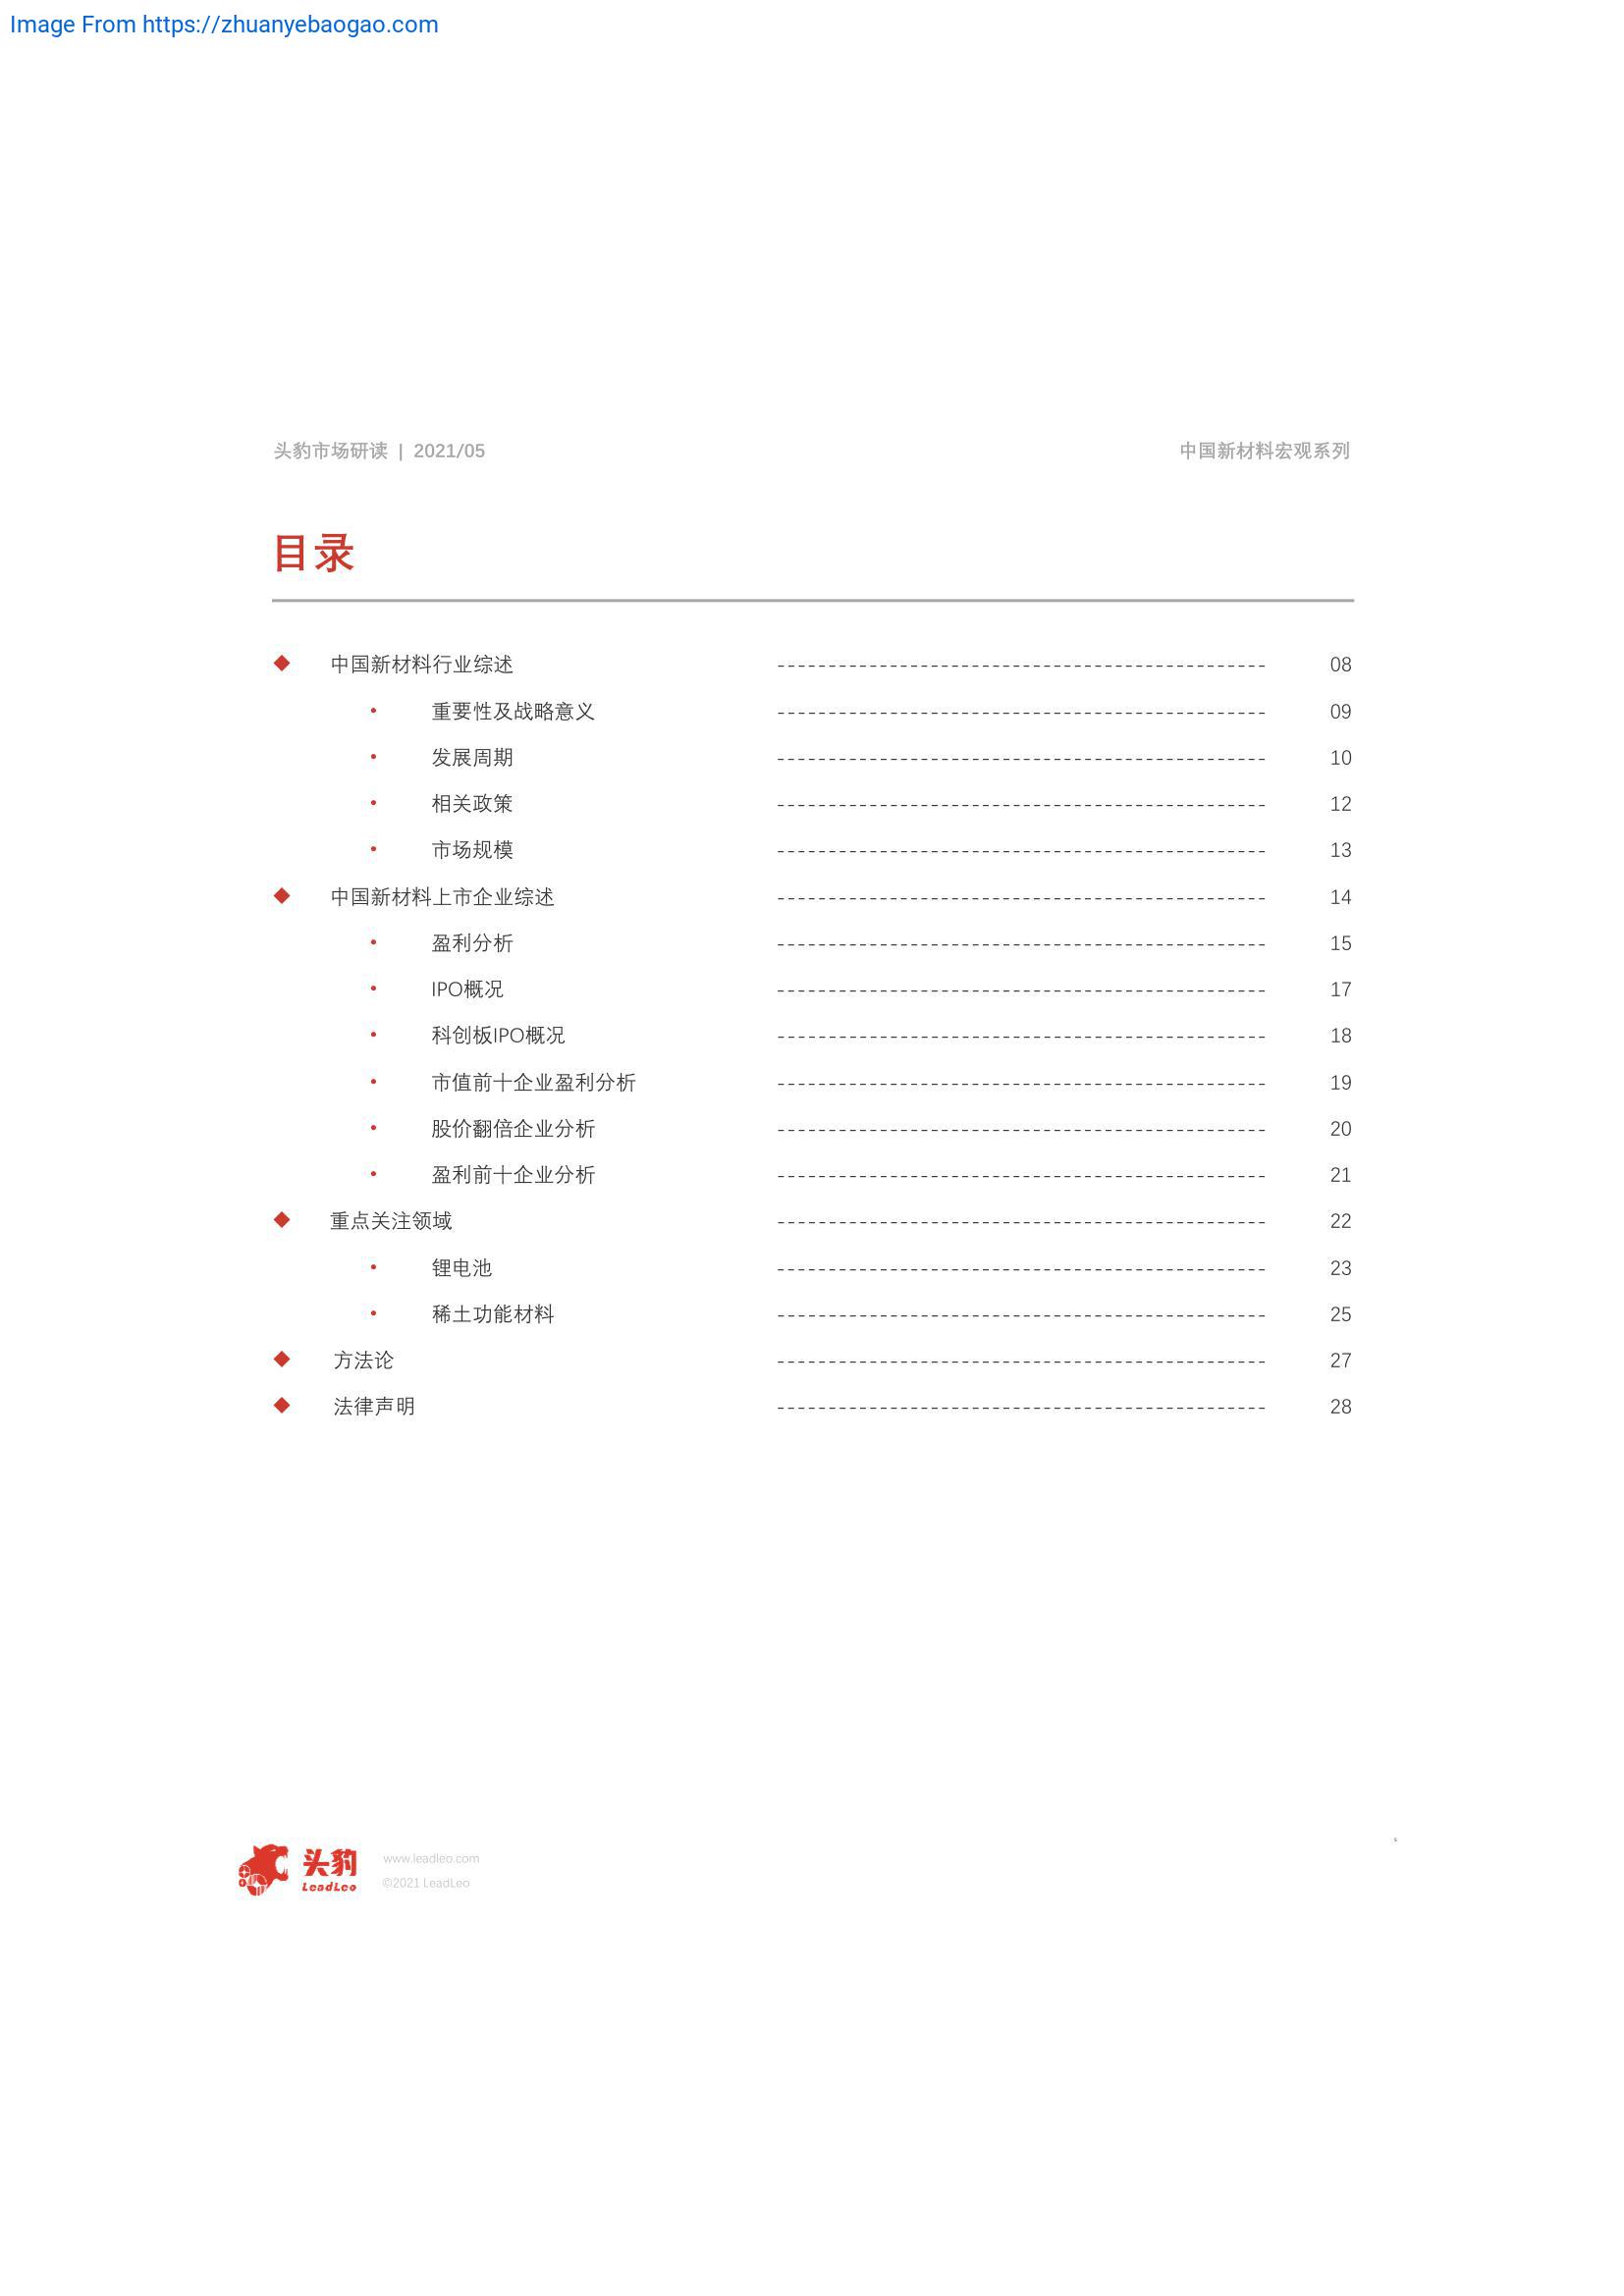 Image From https://zhuanyebaogao.com
头豹市场研读 | 2021/05 中国新材料宏观系列
目录
◆ 中国新材料行业综述 ------------------------------------------------ 08
• 重要性及战略意义 ------------------------------------------------ 09
• 发展周期 ------------------------------------------------ 10
• 相关政策 ------------------------------------------------ 12
• 市场规模 ------------------------------------------------ 13
◆ 中国新材料上市企业综述 ------------------------------------------------ 14
• 盈利分析 ------------------------------------------------ 15
• IPO概况 ------------------------------------------------ 17
• 科创板IPO概况 ------------------------------------------------ 18
• 市值前十企业盈利分析 ------------------------------------------------ 19
• 股价翻倍企业分析 ------------------------------------------------ 20
• 盈利前十企业分析 ------------------------------------------------ 21
◆ 重点关注领域 ------------------------------------------------ 22
• 锂电池 ------------------------------------------------ 23
• 稀土功能材料 ------------------------------------------------ 25
◆ 方法论 ------------------------------------------------ 27
◆ 法律声明 ------------------------------------------------ 28
头豹
LeadLeo
www.leadleo.com
©2021 LeadLeo